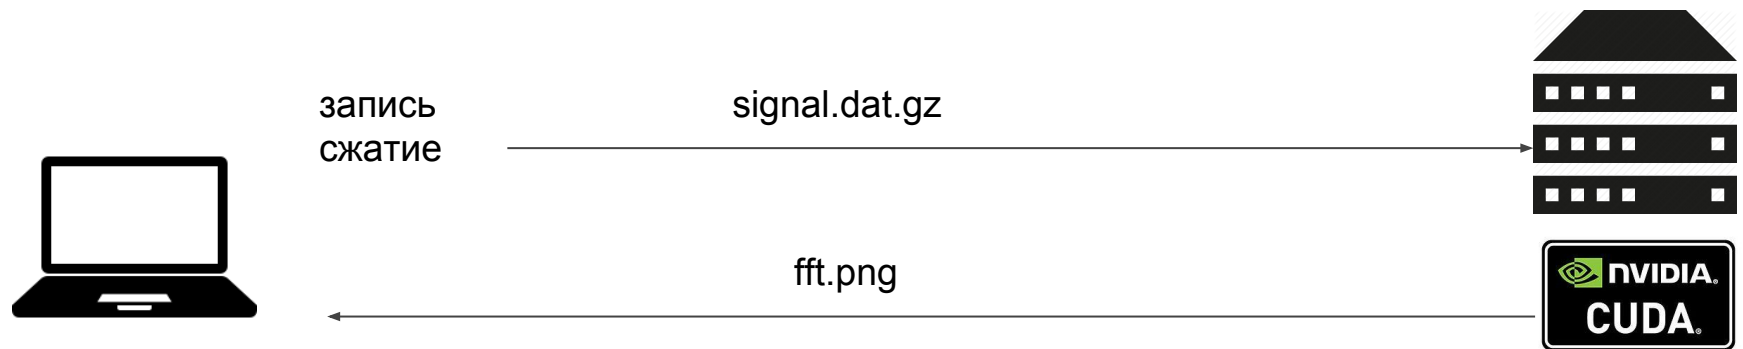 запись
сжатие
signal.dat.gz
fft.png
NVIDIA.
CUDA.